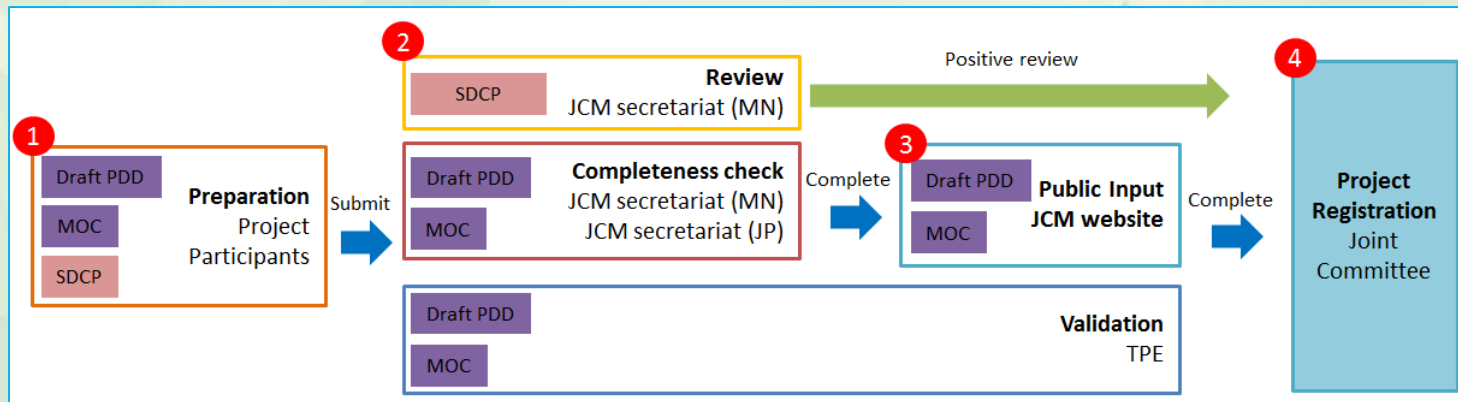 1
Draft PDD
MOC
SDCP
Preparation
Project
Participants
Submit
2
SDCP
Review
JCM secretariat (MN)
Positive review
Draft PDD
MOC
Completeness check
JCM secretariat (MN)
JCM secretariat (JP)
Complete
3
Draft PDD
MOC
Public Input
JCM website
Complete
Draft PDD
MOC
Validation
TPE
4
Project
Registration
Joint
Committee